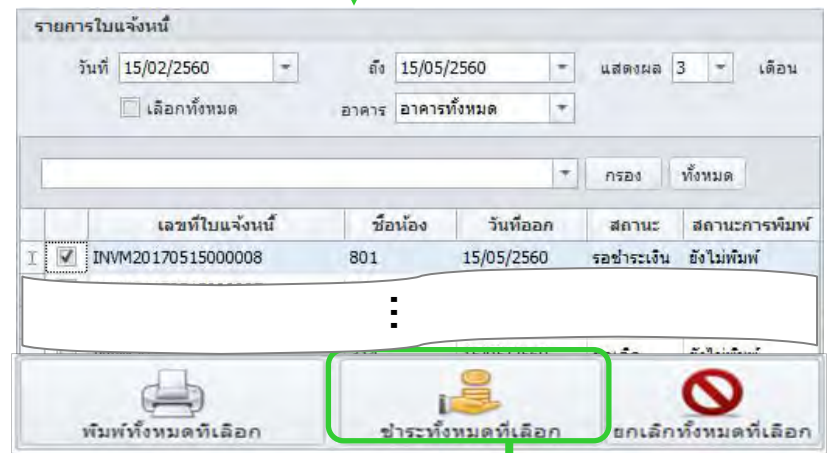 รายการใบแจ้งหนี้
วันที่ 15/02/2560 ถึง 15/05/2560 แสดงผล 3 เดือน
เลือกทั้งหมด อาคาร อาคารทั้งหมด
กรอง ทั้งหมด
เลขที่ใบแจ้งหนี้ ชื่อห้อง วันที่ออก สถานะ สถานะการพิมพ์
INVM20170515000008 801 15/05/2560 รอชำระเงิน ยังไม่พิมพ์
พิมพ์ทั้งหมดที่เลือก ชำระทั้งหมดที่เลือก ยกเลิกทั้งหมดที่เลือก